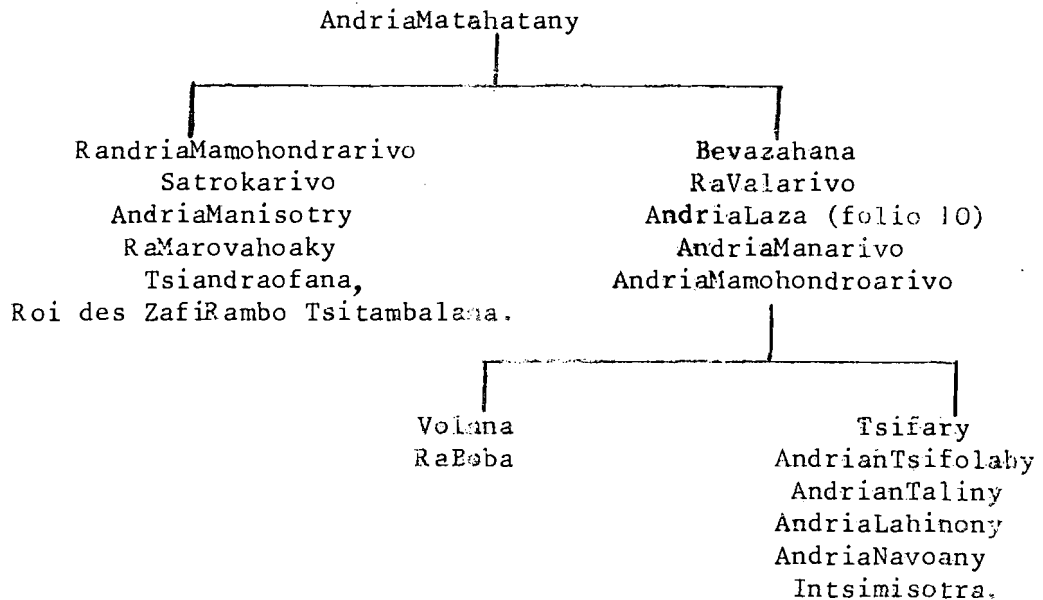 AndriaMatahatany
RandriaMamohondrarivo
Satrokarivo
AndriaManisotry
RaMarovahoaky
Tsiandraofana,
Roi des ZafiRambo Tsitambalana.
Bevazahana
RaValarivo
AndriaLaza (folio 10)
AndriaManarivo
AndriaMamohondroarivo
Volana
RaBoba
Tsifary
AndrianTsifolaby
AndrianTaliny
AndriaLahinony
AndriaNavoany
Intsimisotra.